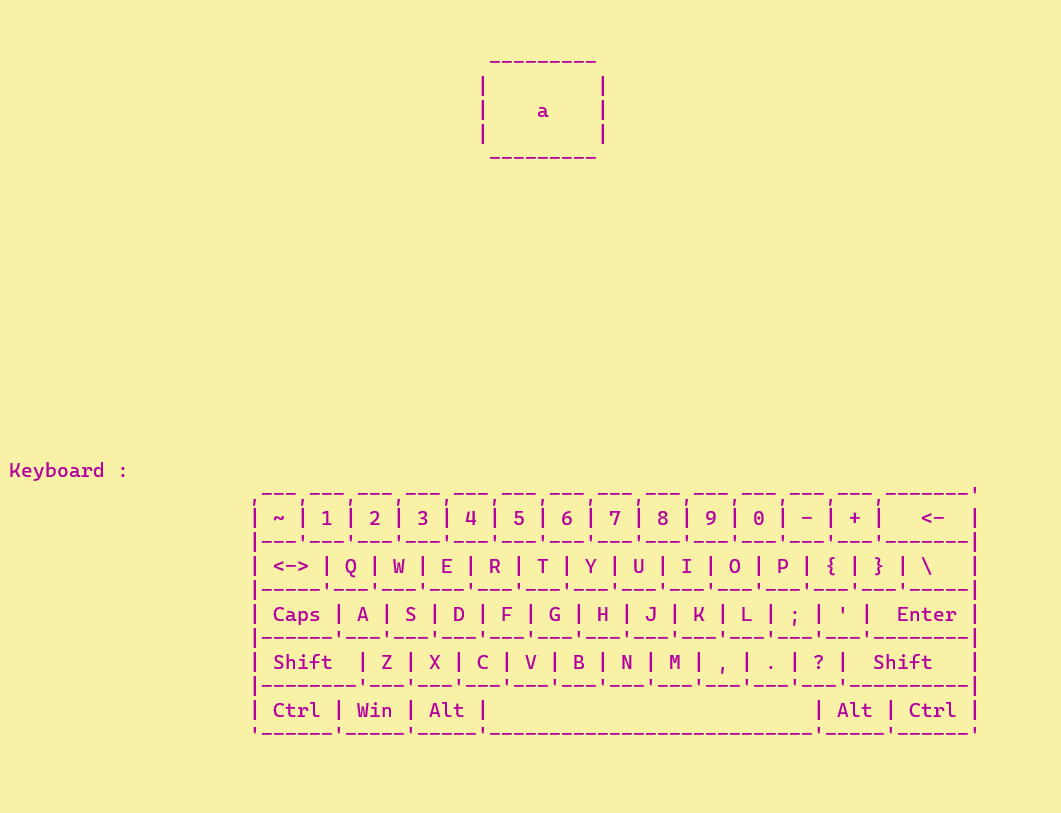 ---------
|         |
|    a    |
|         |
 ---------
Keyboard :
,---,---,---,---,---,---,---,---,---,---,---,---,---,-------'
| ~ | 1 | 2 | 3 | 4 | 5 | 6 | 7 | 8 | 9 | 0 | - | + |   <-  |
|---'---'---'---'---'---'---'---'---'---'---'---'---'-------|
| <-> | Q | W | E | R | T | Y | U | I | O | P | { | } | \   |
|-----'---'---'---'---'---'---'---'---'---'---'---'---'-----|
| Caps | A | S | D | F | G | H | J | K | L | ; | ' |  Enter |
|------'---'---'---'---'---'---'---'---'---'---'---'--------|
| Shift  | Z | X | C | V | B | N | M | , | . | ? |  Shift   |
|--------'---'---'---'---'---'---'---'---'---'---'----------|
| Ctrl | Win | Alt |                           | Alt | Ctrl |
'------'-----'-----'---------------------------'-----'------'